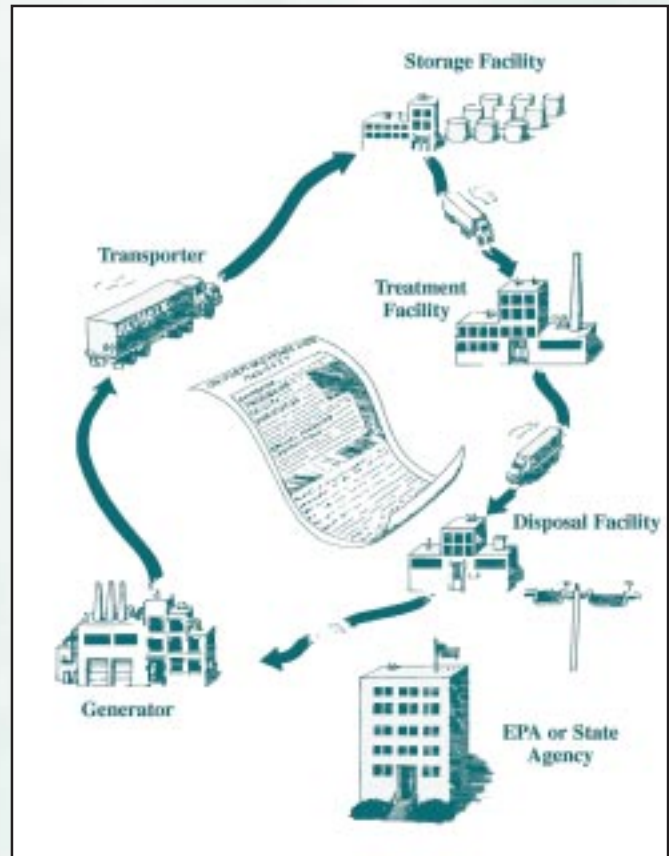 Storage Facility
Transporter
Treatment
Facility
Disposal Facility
Generator
EPA or State
Agency